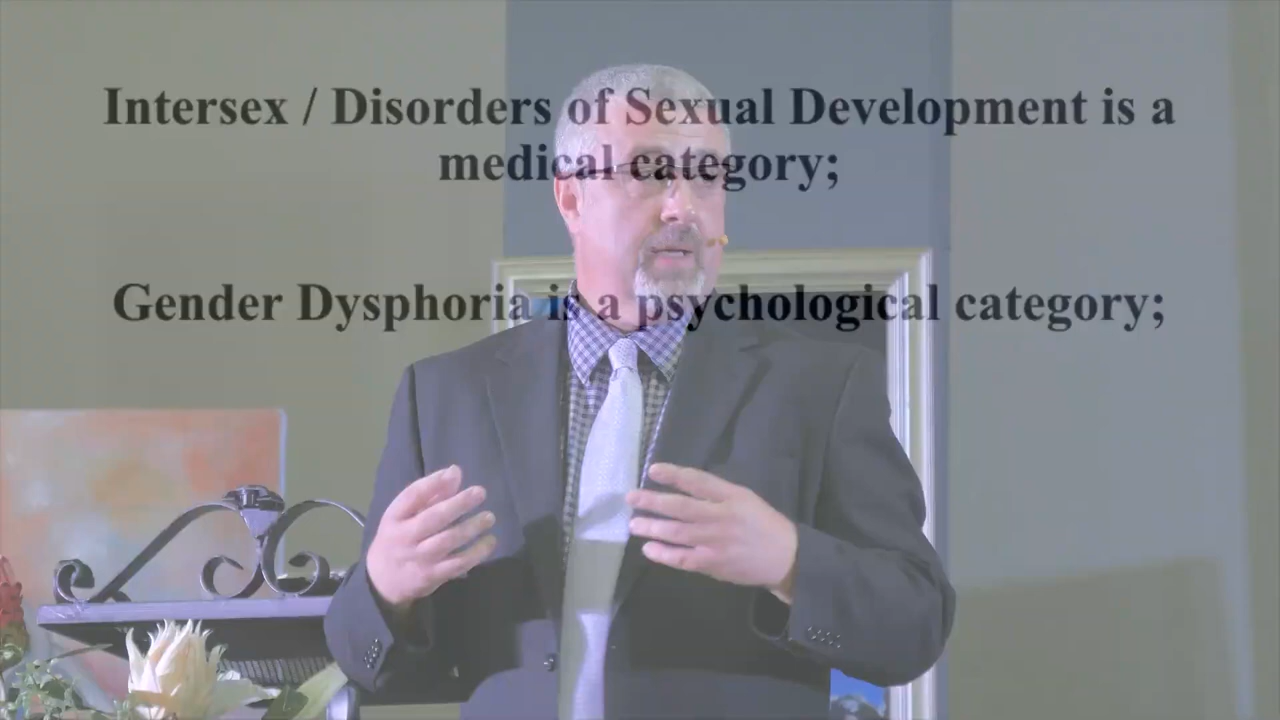 Intersex / Disorders of Sexual Development is a
medical category;
Gender Dysphoria is a psychological category;